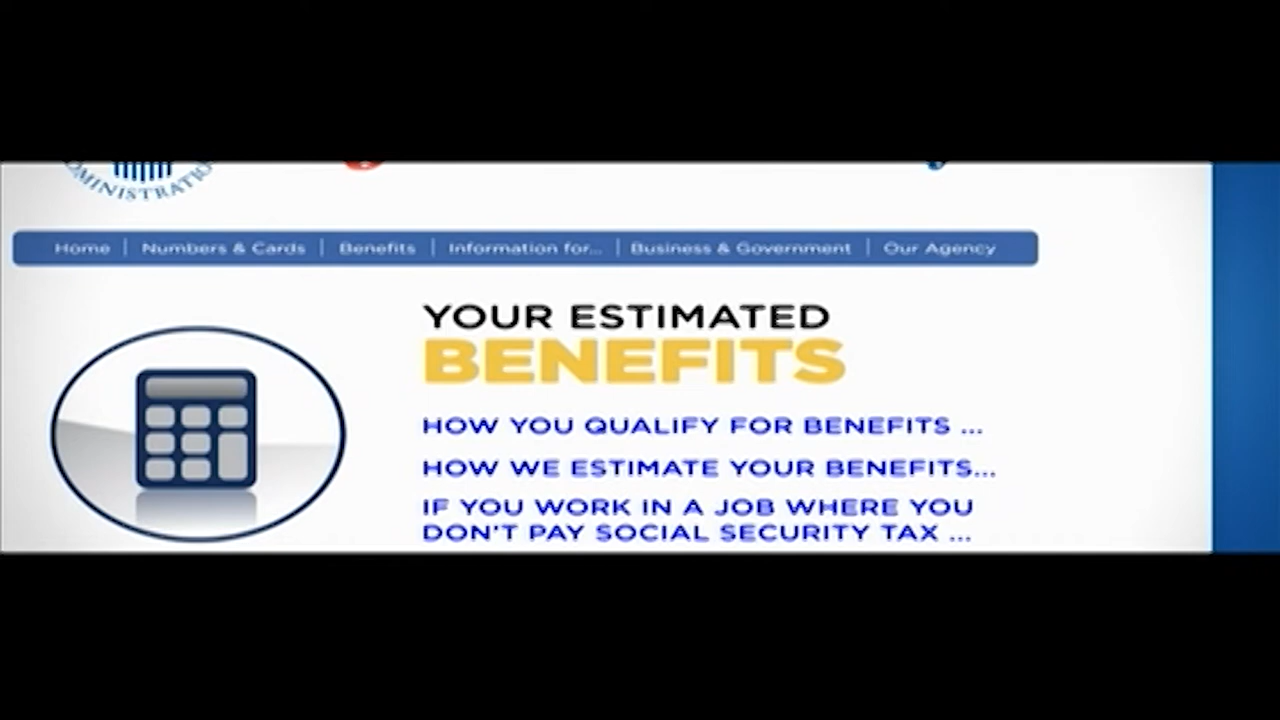 MINISTRATIO
Home | Numbers & Cards | Benefits | Information for... | Business & Government | Our Agency
YOUR ESTIMATED
BENEFITS
HOW YOU QUALIFY FOR BENEFITS ...
HOW WE ESTIMATE YOUR BENEFITS...
IF YOU WORK IN A JOB WHERE YOU
DON'T PAY SOCIAL SECURITY TAX ...